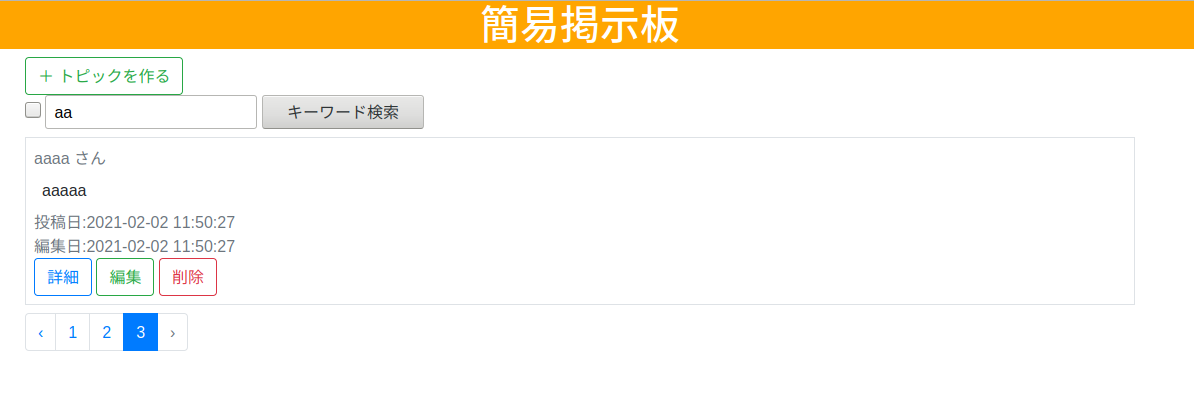 簡易掲示板
＋ トピックを作る
aa キーワード検索
aaaa さん
aaaaa
投稿日:2021-02-02 11:50:27
編集日:2021-02-02 11:50:27
詳細 編集 削除
‹ 1 2 3 ›